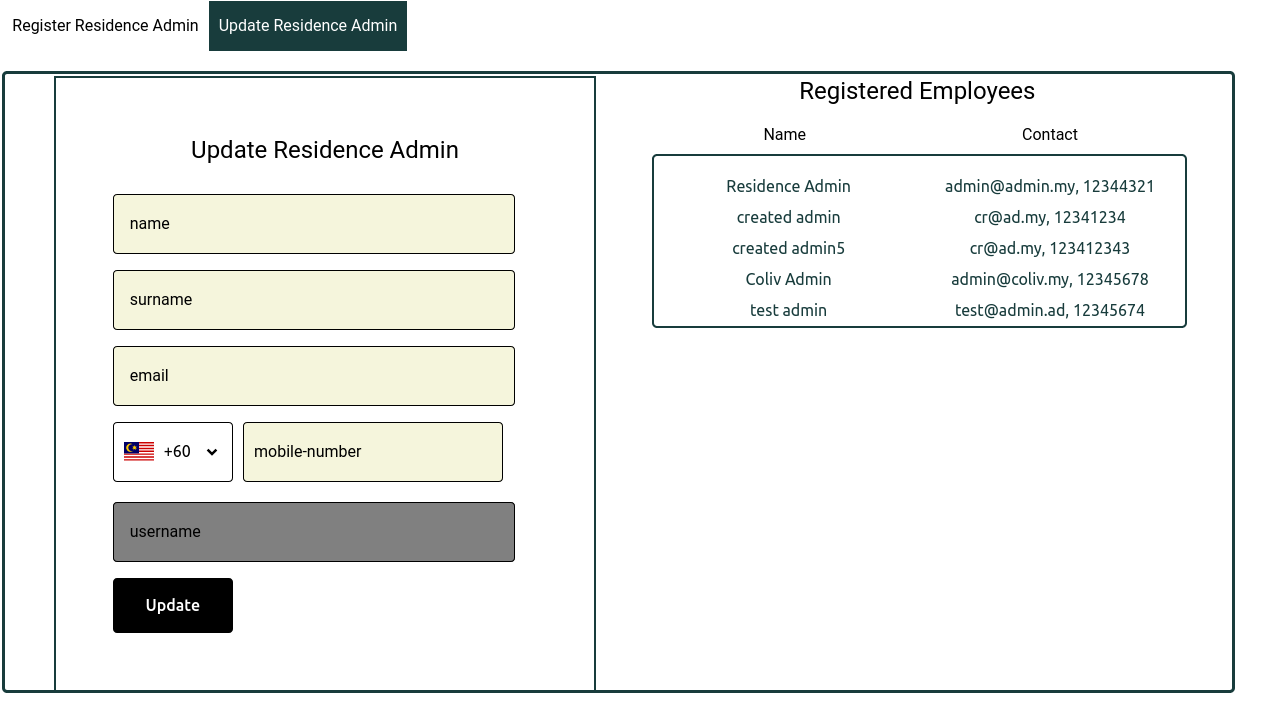 Register Residence Admin Update Residence Admin
Update Residence Admin
name
surname
email
+60 mobile-number
username
Update
Registered Employees
Name Contact
Residence Admin admin@admin.my, 12344321
created admin cr@ad.my, 12341234
created admin5 cr@ad.my, 123412343
Coliv Admin admin@coliv.my, 12345678
test admin test@admin.ad, 12345674